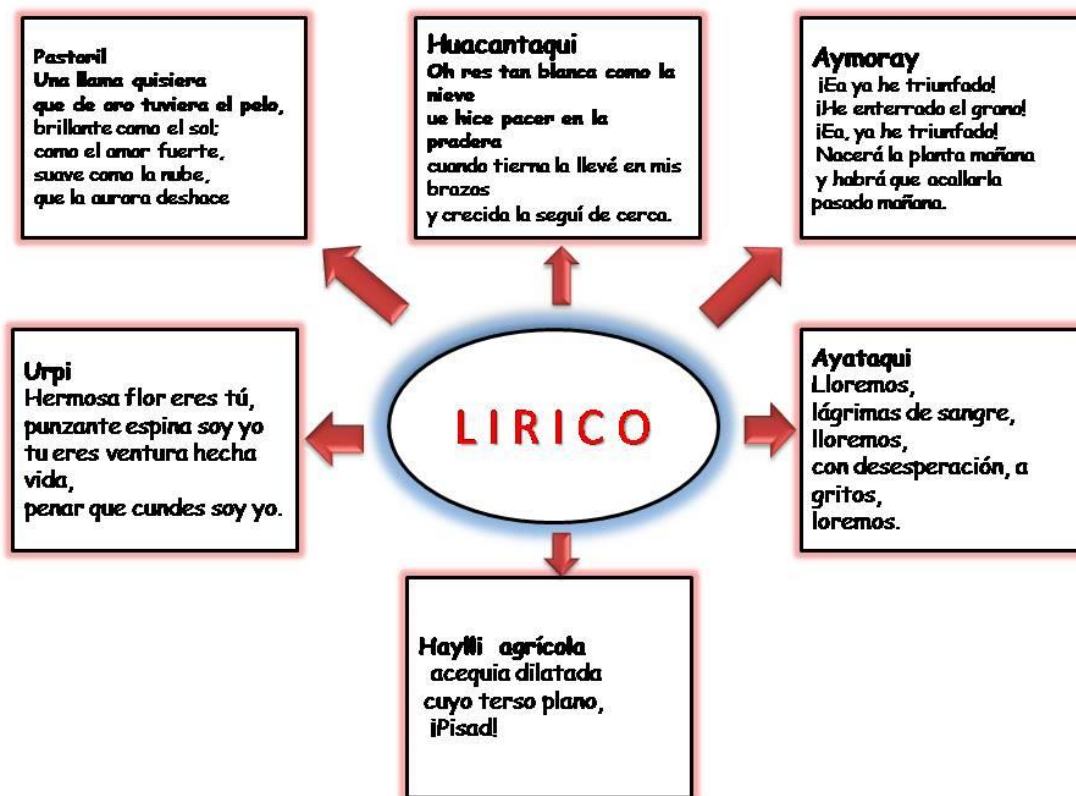 Pastoril
Una llama quisiera
que de oro tuviera el pelo,
brillante como el sol;
como el amor fuerte,
suave como la nube,
que la aurora deshace
Huacantaqui
Oh res tan blanca como la
nieve
ue hice pacer en la
pradera
cuando tierna la llevé en mis
brazos
y crecida la seguí de cerca.
Aymoray
¡Ea ya he triunfado!
¡He enterrado el grano!
¡Ea, ya he triunfado!
Nacerá la planta mañana
y habrá que acallarla
pasado mañana.
Urpi
Hermosa flor eres tú,
punzante espina soy yo
tu eres ventura hecha
vida,
penar que cundes soy yo.
LIRICO
Ayataqui
Lloremos,
lágrimas de sangre,
lloremos,
con desesperación, a
gritos,
loremos.
Haylli agrícola
acequia dilatada
cuyo terso plano,
¡Pisad!